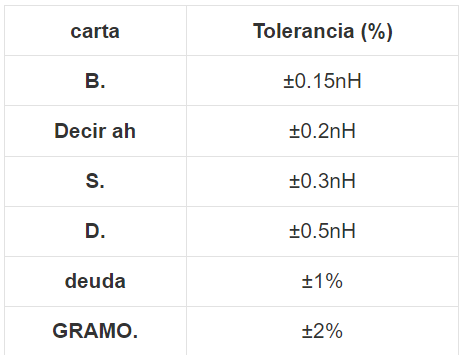 carta Tolerancia (%)
B. ±0.15nH
Decir ah ±0.2nH
S. ±0.3nH
D. ±0.5nH
deuda ±1%
GRAMO. ±2%